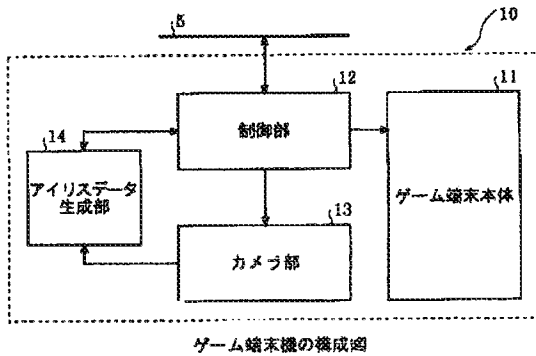 5
10
12
制御部
11
ゲーム端末本体
14
アイリスデータ
生成部
13
カメラ部
ゲーム端末機の構成図